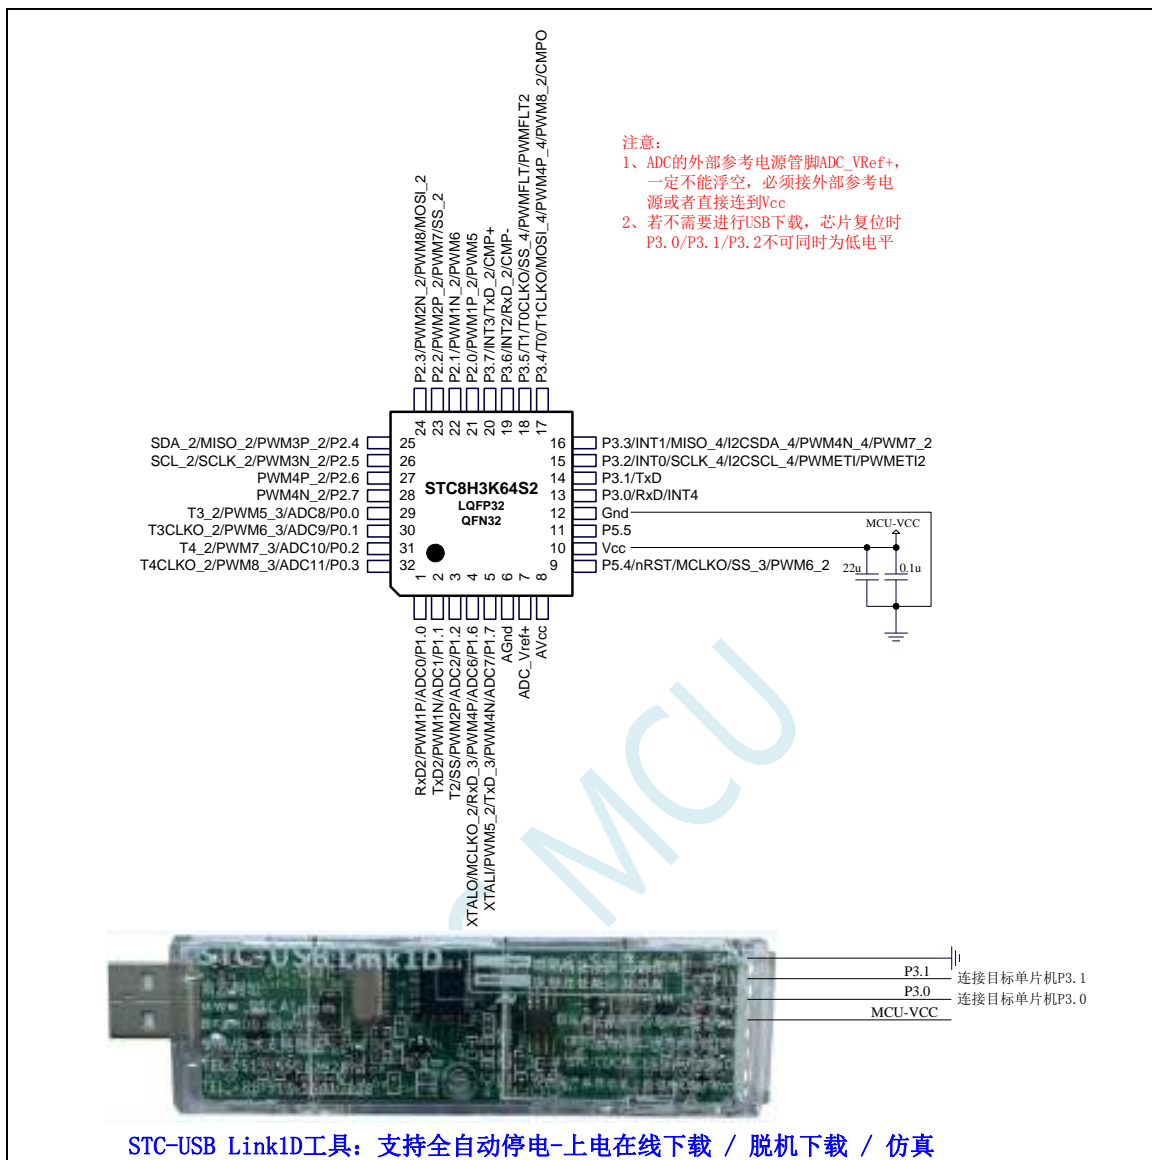 P2.3/PWM2N_2/PWM8/MOSI_2
P2.2/PWM2P_2/PWM7/SS_2
P2.1/PWM1N_2/PWM6
P2.0/PWM1P_2/PWM5
P3.7/INT3/TxD_2/CMP+
P3.6/INT2/RxD_2/CMP-
P3.5/T1/T0CLKO/SS_4/PWMFLT/PWMFLT2
P3.4/T0/T1CLKO/MOSI_4/PWM4P_4/PWM8_2/CMPO
注意:
1、ADC的外部参考电源管脚ADC_VRef+,
一定不能浮空，必须接外部参考电
源或者直接连到Vcc
2、若不需要进行USB下载，芯片复位时
P3.0/P3.1/P3.2不可同时为低电平
24 23 22 21 20 19 18 17
SDA_2/MISO_2/PWM3P_2/P2.4 25
SCL_2/SCLK_2/PWM3N_2/P2.5 26
PWM4P_2/P2.6 27
PWM4N_2/P2.7 28
T3_2/PWM5_3/ADC8/P0.0 29
T3CLKO_2/PWM6_3/ADC9/P0.1 30
T4_2/PWM7_3/ADC10/P0.2 31
T4CLKO_2/PWM8_3/ADC11/P0.3 32
STC8H3K64S2
LQFP32
QFN32
16 P3.3/INT1/MISO_4/I2CSDA_4/PWM4N_4/PWM7_2
15 P3.2/INT0/SCLK_4/I2CSCL_4/PWMETI/PWMETI2
14 P3.1/TxD
13 P3.0/RxD/INT4
12 Gnd
11 P5.5
10 Vcc
9 P5.4/nRST/MCLKO/SS_3/PWM6_2
MCU-VCC
22u 0.1u
1 2 3 4 5 6 7 8
RxD2/PWM1P/ADC0/P1.0
TxD2/PWM1N/ADC1/P1.1
T2/SS/PWM2P/ADC2/P1.2
XTALO/MCLKO_2/RxD_3/PWM4P/ADC6/P1.6
XTALI/PWM5_2/TxD_3/PWM4N/ADC7/P1.7
AGnd
ADC_Vref+
AVcc
MCU
STC-USB Link1D
P3.1 连接目标单片机P3.1
P3.0 连接目标单片机P3.0
MCU-VCC
STC-USB Link1D工具: 支持全自动停电-上电在线下载 / 脱机下载 / 仿真